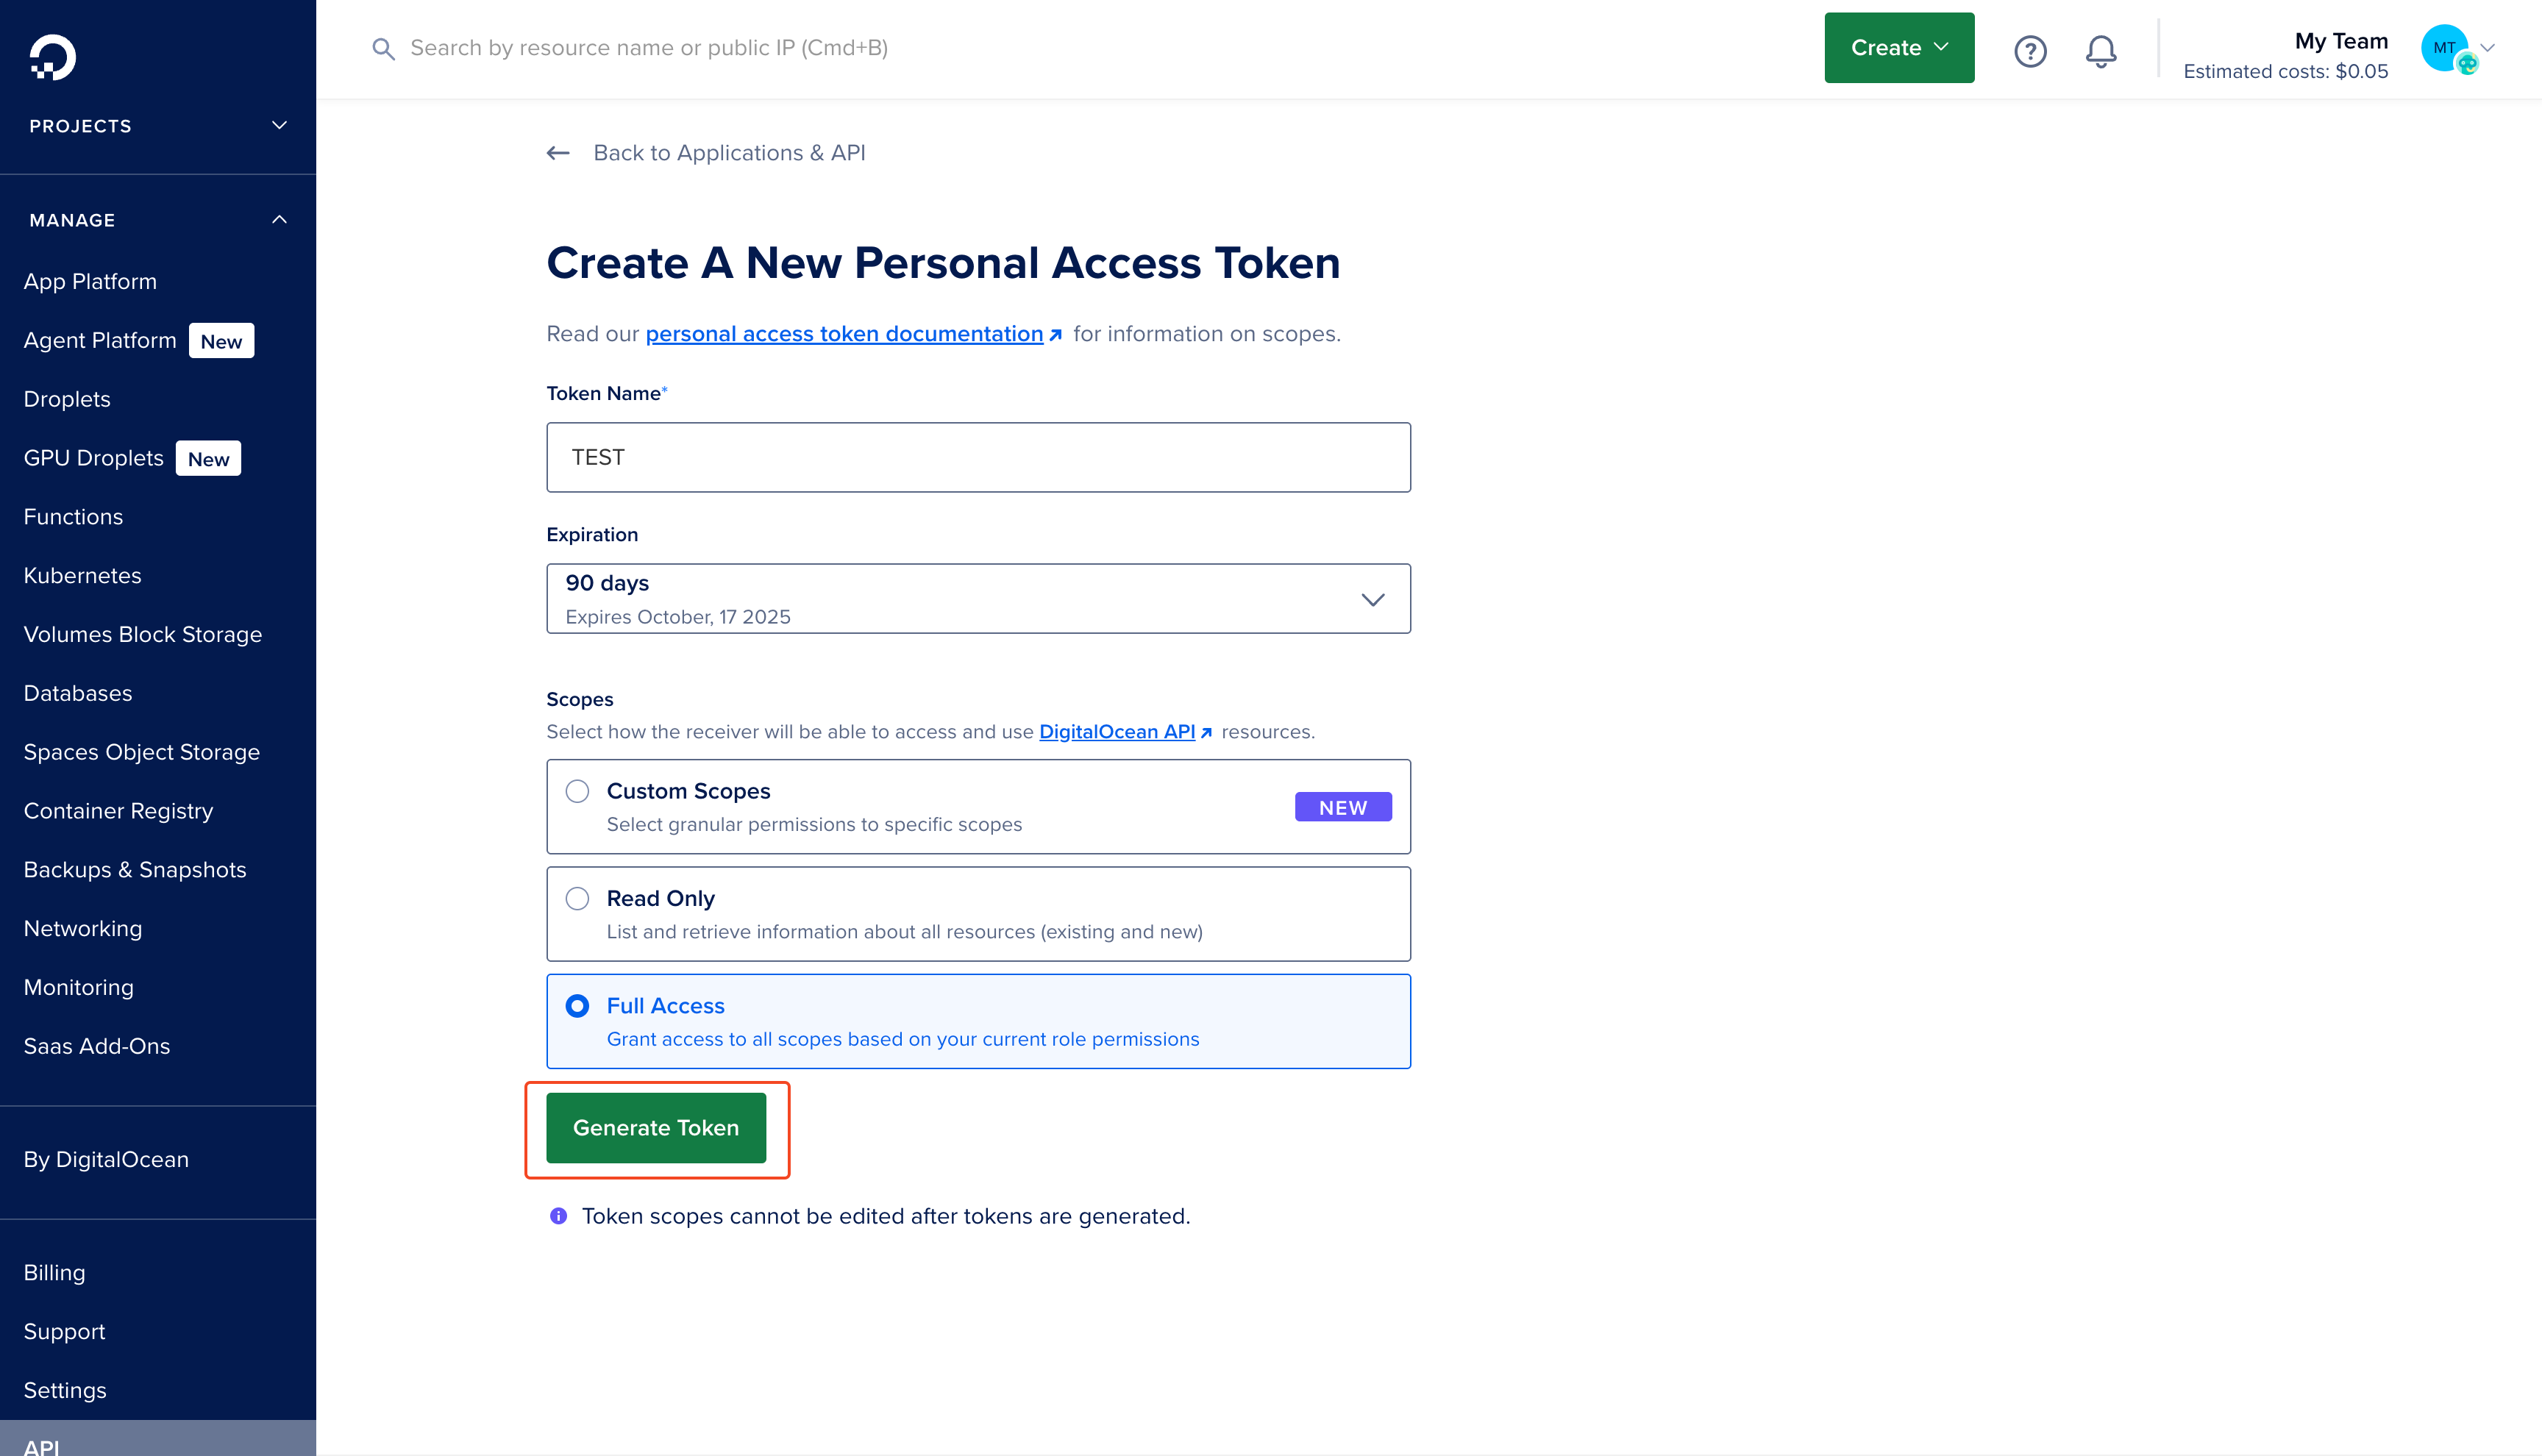 Search by resource name or public IP (Cmd+B)
Create
My Team
Estimated costs: $0.05
MT
PROJECTS
MANAGE
App Platform
Agent Platform New
Droplets
GPU Droplets New
Functions
Kubernetes
Volumes Block Storage
Databases
Spaces Object Storage
Container Registry
Backups & Snapshots
Networking
Monitoring
Saas Add-Ons
By DigitalOcean
Billing
Support
Settings
API
Back to Applications & API
Create A New Personal Access Token
Read our personal access token documentation for information on scopes.
Token Name*
TEST
Expiration
90 days
Expires October, 17 2025
Scopes
Select how the receiver will be able to access and use DigitalOcean API resources.
Custom Scopes
Select granular permissions to specific scopes
NEW
Read Only
List and retrieve information about all resources (existing and new)
Full Access
Grant access to all scopes based on your current role permissions
Generate Token
Token scopes cannot be edited after tokens are generated.